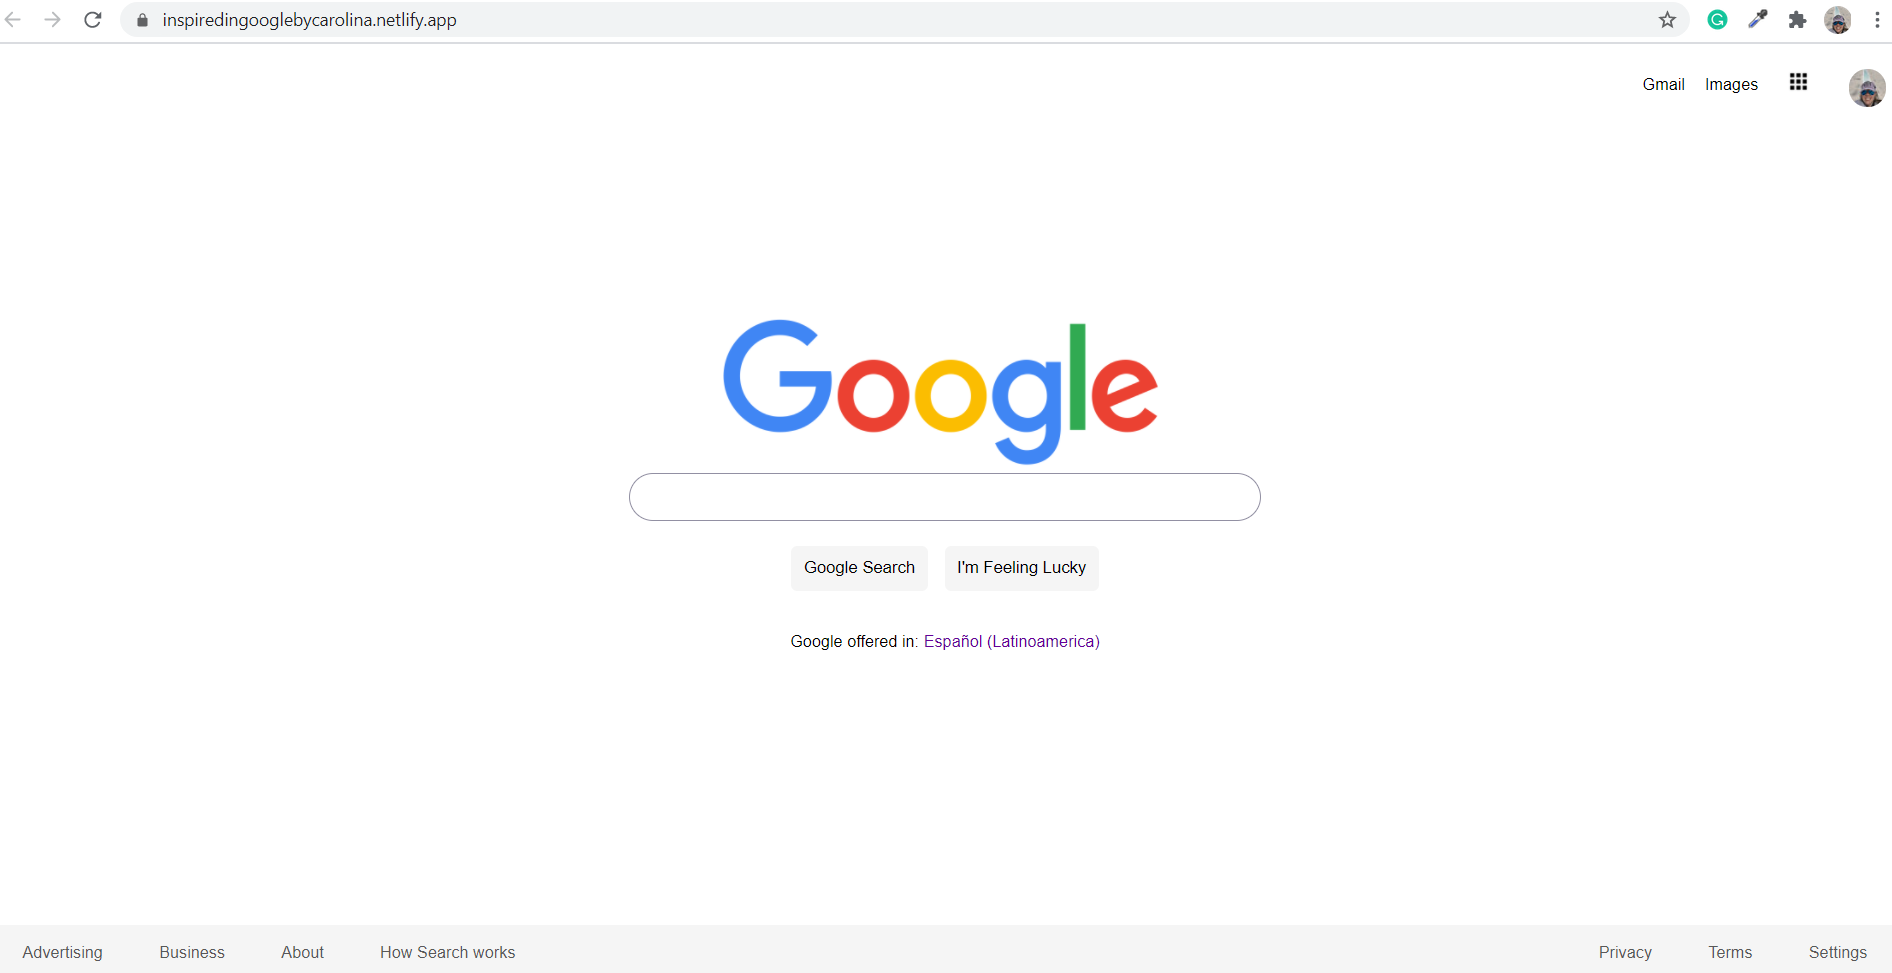 inspiredingooglebycarolina.netlify.app
Gmail Images
Google
Google Search I'm Feeling Lucky
Google offered in: Español (Latinoamerica)
Advertising Business About How Search works Privacy Terms Settings